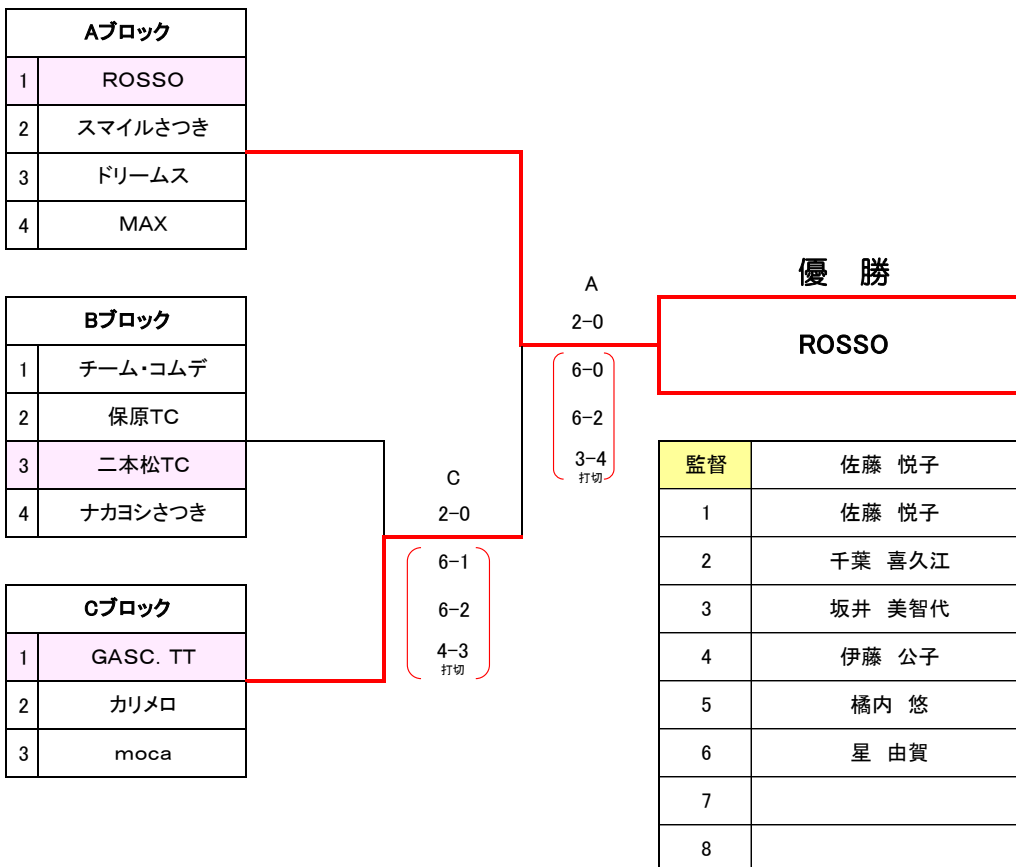 Aブロック
1 ROSSO
2 スマイルさつき
3 ドリームス
4 MAX
Bブロック
1 チーム・コムデ
2 保原TC
3 二本松TC
4 ナカヨシさつき
Cブロック
1 GASC. TT
2 カリメロ
3 moca
C
2-0
6-1
6-2
4-3
打切
A
2-0
6-0
6-2
3-4
打切
優 勝
ROSSO
監督 佐藤 悦子
1 佐藤 悦子
2 千葉 喜久江
3 坂井 美智代
4 伊藤 公子
5 橘内 悠
6 星 由賀
7
8